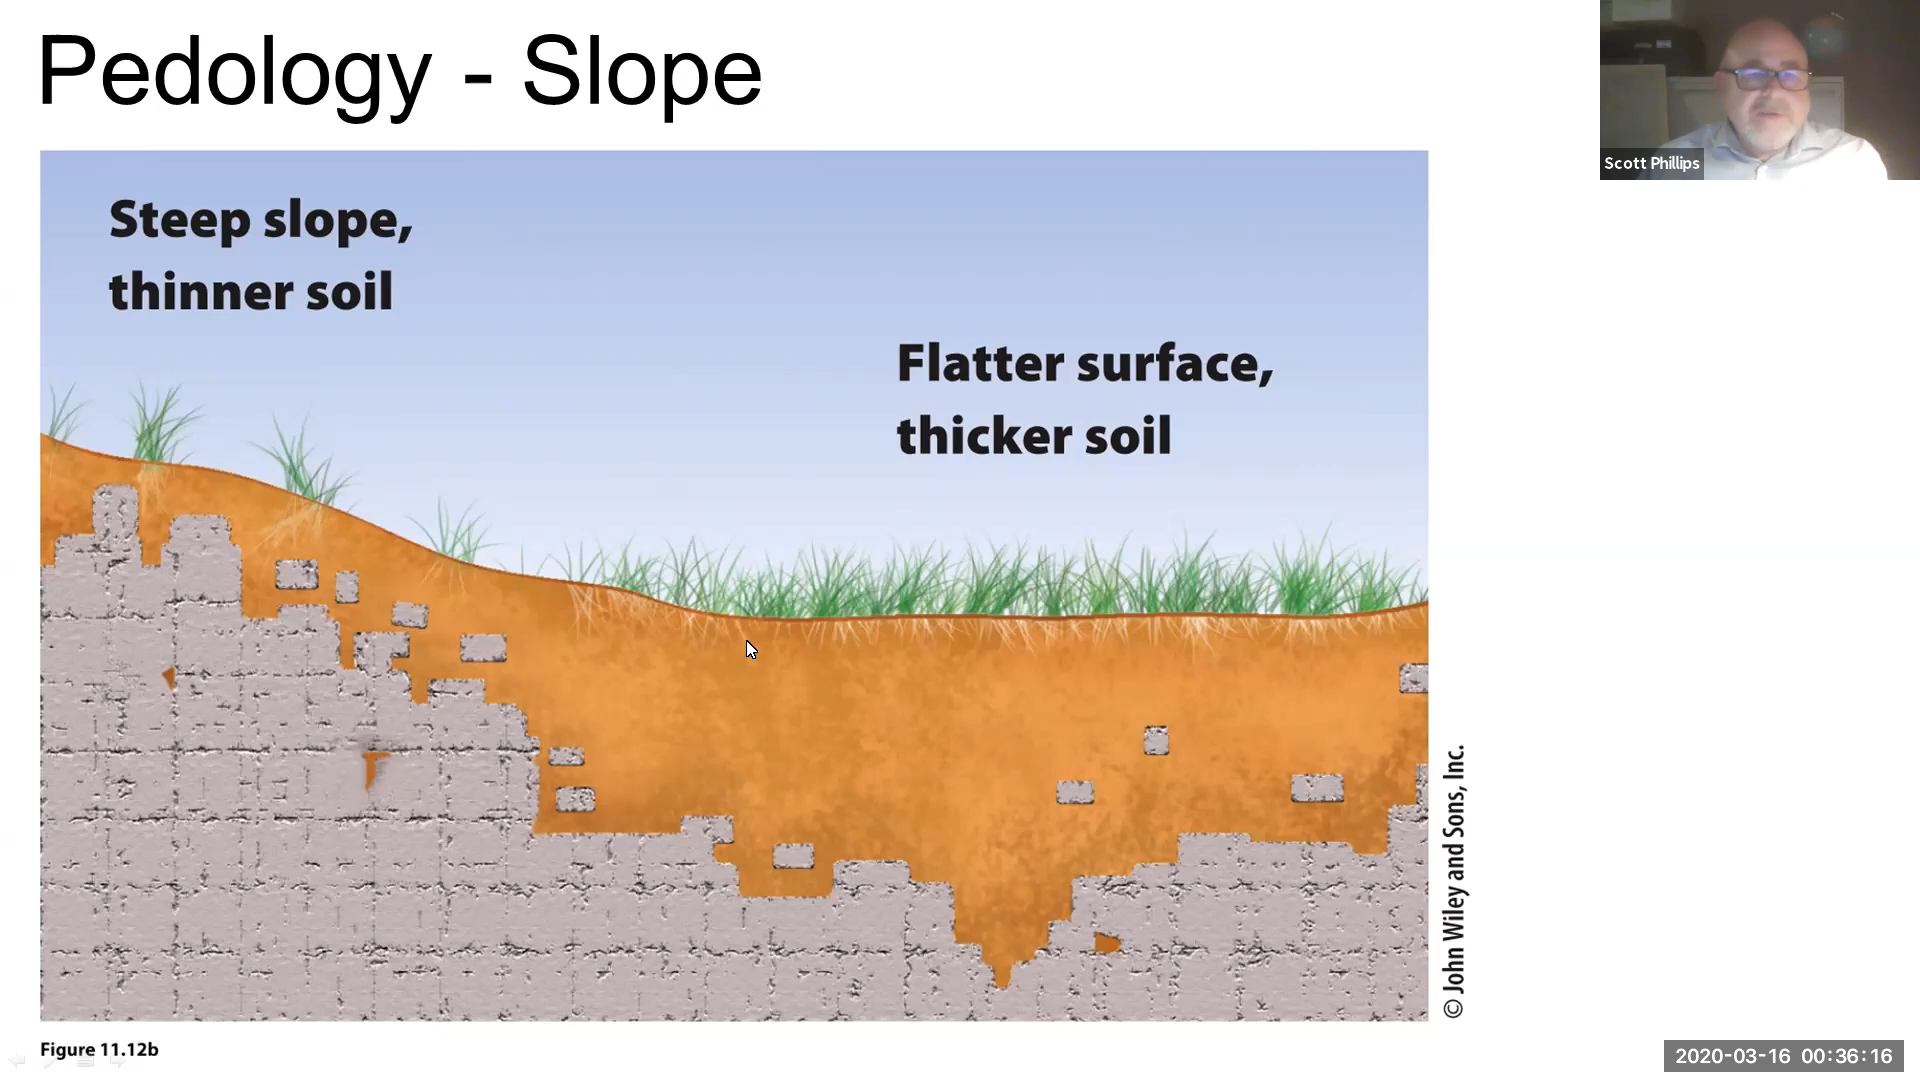 Pedology - Slope
Scott Phillips
Steep slope,
thinner soil
Flatter surface,
thicker soil
© John Wiley and Sons, Inc.
Figure 11.12b
2020-03-16 00:36:16